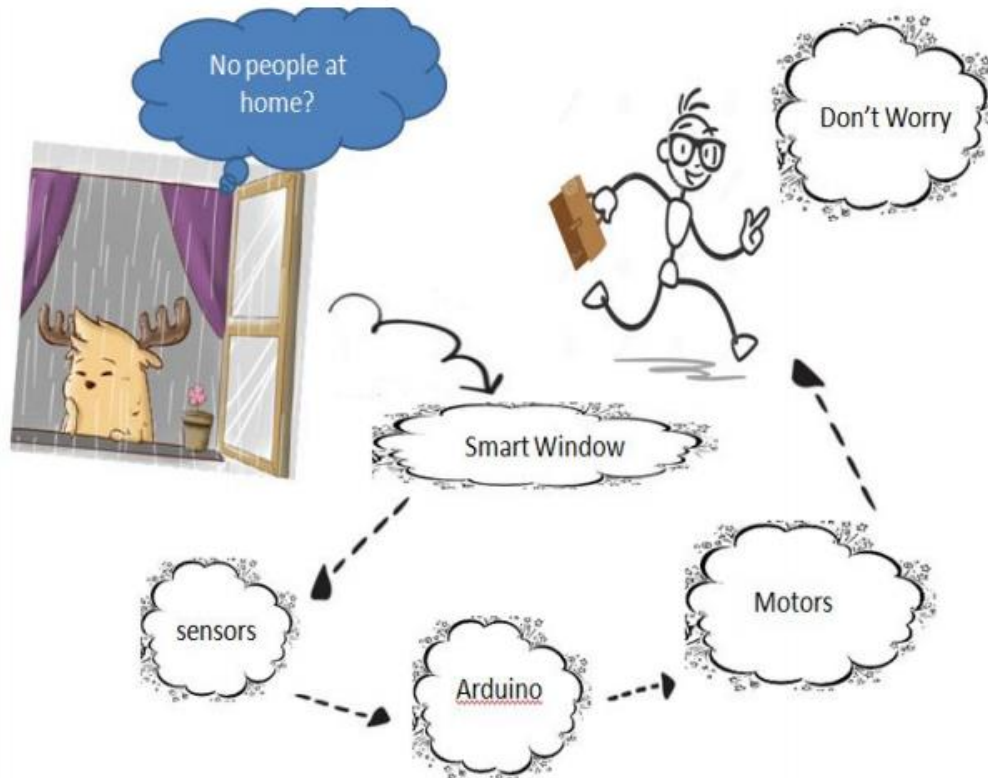 No people at
home?
Don't Worry
Smart Window
sensors
Arduino
Motors